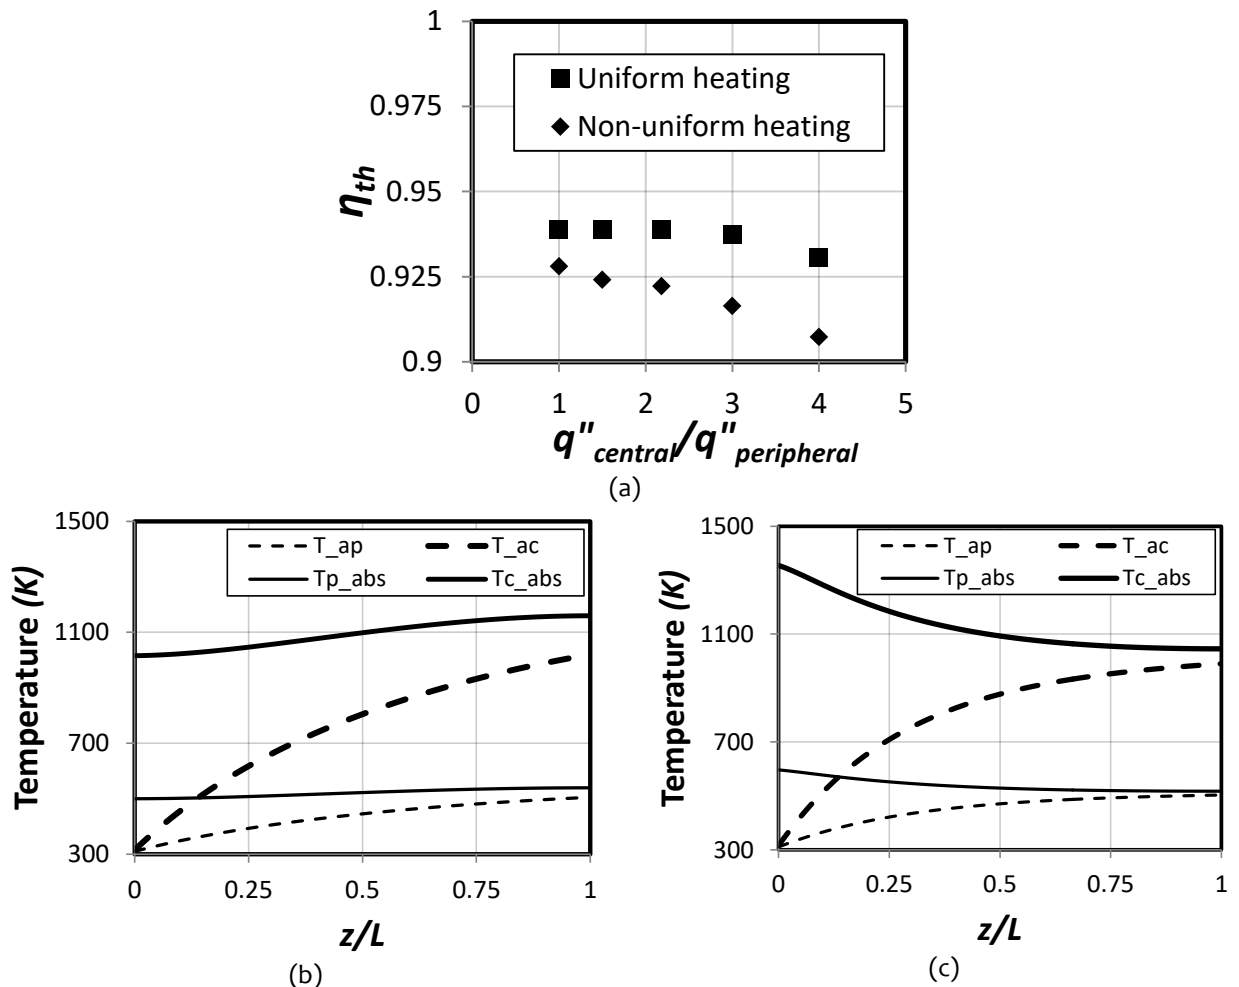 1
0.975
0.95
0.925
0.9
η_th
Uniform heating
Non-uniform heating
0 1 2 3 4 5
q"_central/q"_peripheral
(a)
1500
1100
700
300
Temperature (K)
T_ap T_ac
Tp_abs Tc_abs
0 0.25 0.5 0.75 1
z/L
(b)
1500
1100
700
300
Temperature (K)
T_ap T_ac
Tp_abs Tc_abs
0 0.25 0.5 0.75 1
z/L
(c)